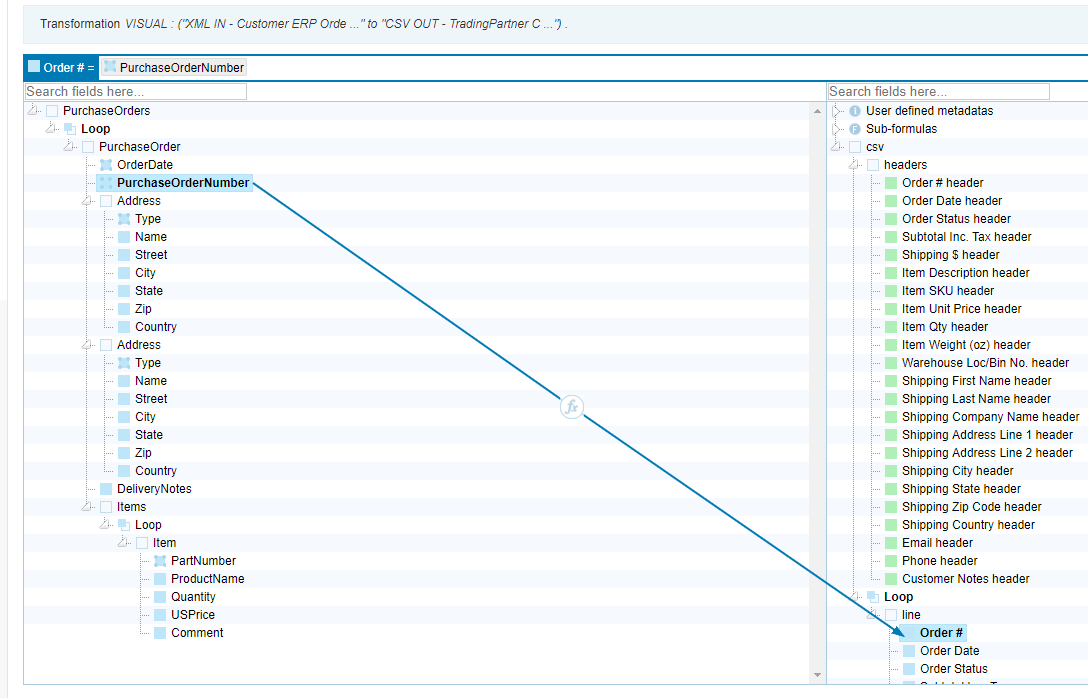 Transformation VISUAL : ("XML IN - Customer ERP Orde ..." to "CSV OUT - TradingPartner C ...") .
Order # = PurchaseOrderNumber
Search fields here...
PurchaseOrders
Loop
PurchaseOrder
OrderDate
PurchaseOrderNumber
Address
Type
Name
Street
City
State
Zip
Country
Address
Type
Name
Street
City
State
Zip
Country
DeliveryNotes
Items
Loop
Item
PartNumber
ProductName
Quantity
USPrice
Comment
fx
Search fields here...
I User defined metadatas
F Sub-formulas
csv
headers
Order # header
Order Date header
Order Status header
Subtotal Inc. Tax header
Shipping $ header
Item Description header
Item SKU header
Item Unit Price header
Item Qty header
Item Weight (oz) header
Warehouse Loc/Bin No. header
Shipping First Name header
Shipping Last Name header
Shipping Company Name header
Shipping Address Line 1 header
Shipping Address Line 2 header
Shipping City header
Shipping State header
Shipping Zip Code header
Shipping Country header
Email header
Phone header
Customer Notes header
Loop
line
Order #
Order Date
Order Status